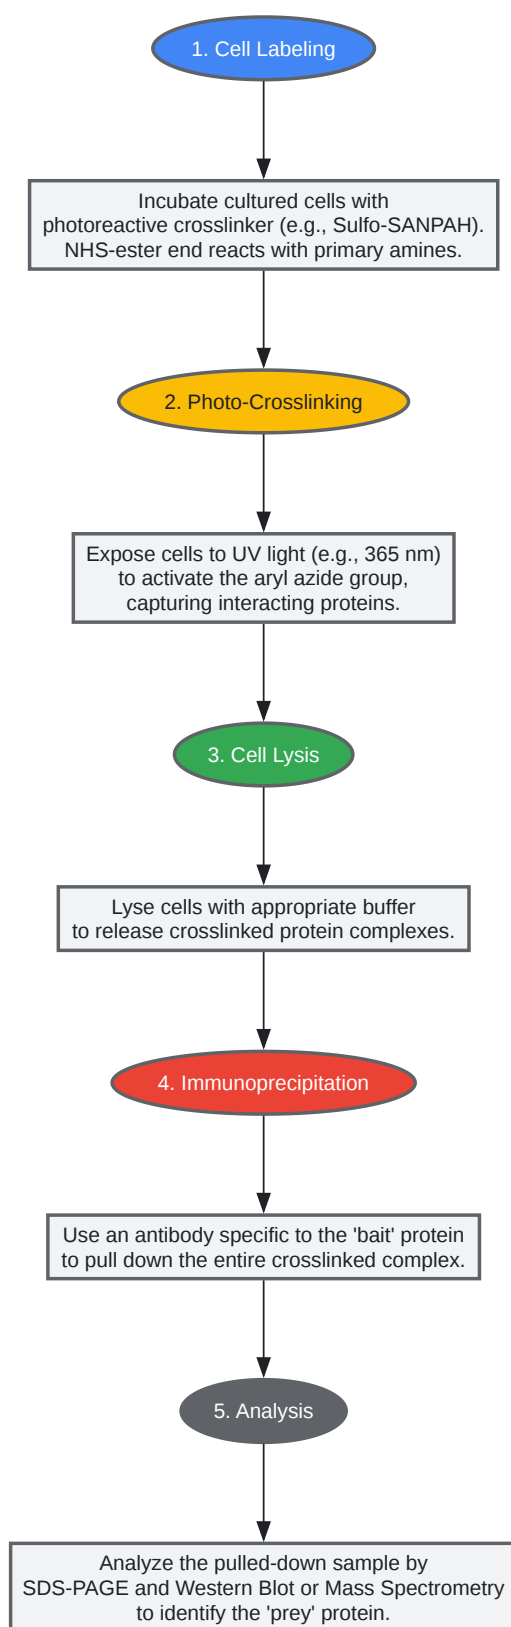 1. Cell Labeling
Incubate cultured cells with
photoreactive crosslinker (e.g., Sulfo-SANPAH).
NHS-ester end reacts with primary amines.
2. Photo-Crosslinking
Expose cells to UV light (e.g., 365 nm)
to activate the aryl azide group,
capturing interacting proteins.
3. Cell Lysis
Lyse cells with appropriate buffer
to release crosslinked protein complexes.
4. Immunoprecipitation
Use an antibody specific to the 'bait' protein
to pull down the entire crosslinked complex.
5. Analysis
Analyze the pulled-down sample by
SDS-PAGE and Western Blot or Mass Spectrometry
to identify the 'prey' protein.